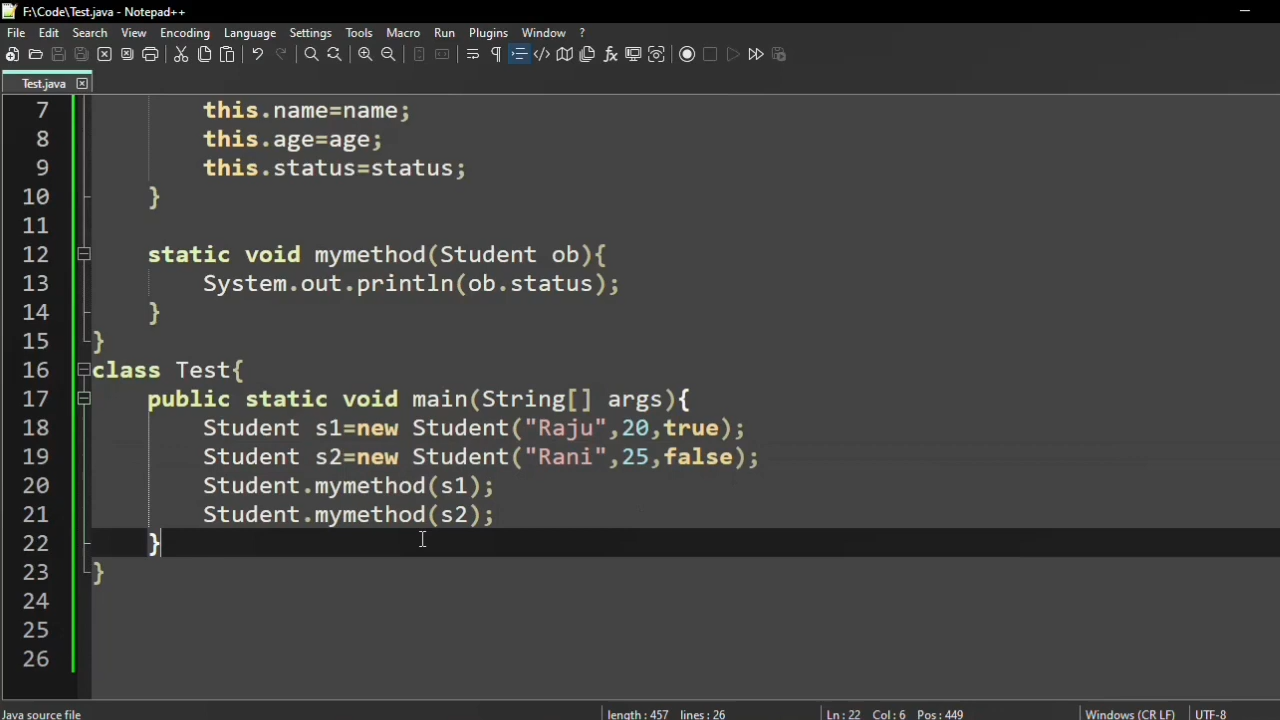 F:\Code\Test.java - Notepad++
File Edit Search View Encoding Language Settings Tools Macro Run Plugins Window ?
Test.java
7 this.name=name;
8 this.age=age;
9 this.status=status;
10 }
11
12 static void mymethod(Student ob){
13 System.out.println(ob.status);
14 }
15 }
16 class Test{
17 public static void main(String[] args){
18 Student s1=new Student("Raju",20,true);
19 Student s2=new Student("Rani",25,false);
20 Student.mymethod(s1);
21 Student.mymethod(s2);
22 }
23 }
24
25
26
Java source file length : 457 lines : 26 Ln : 22 Col : 6 Pos : 449 Windows (CR LF) UTF-8